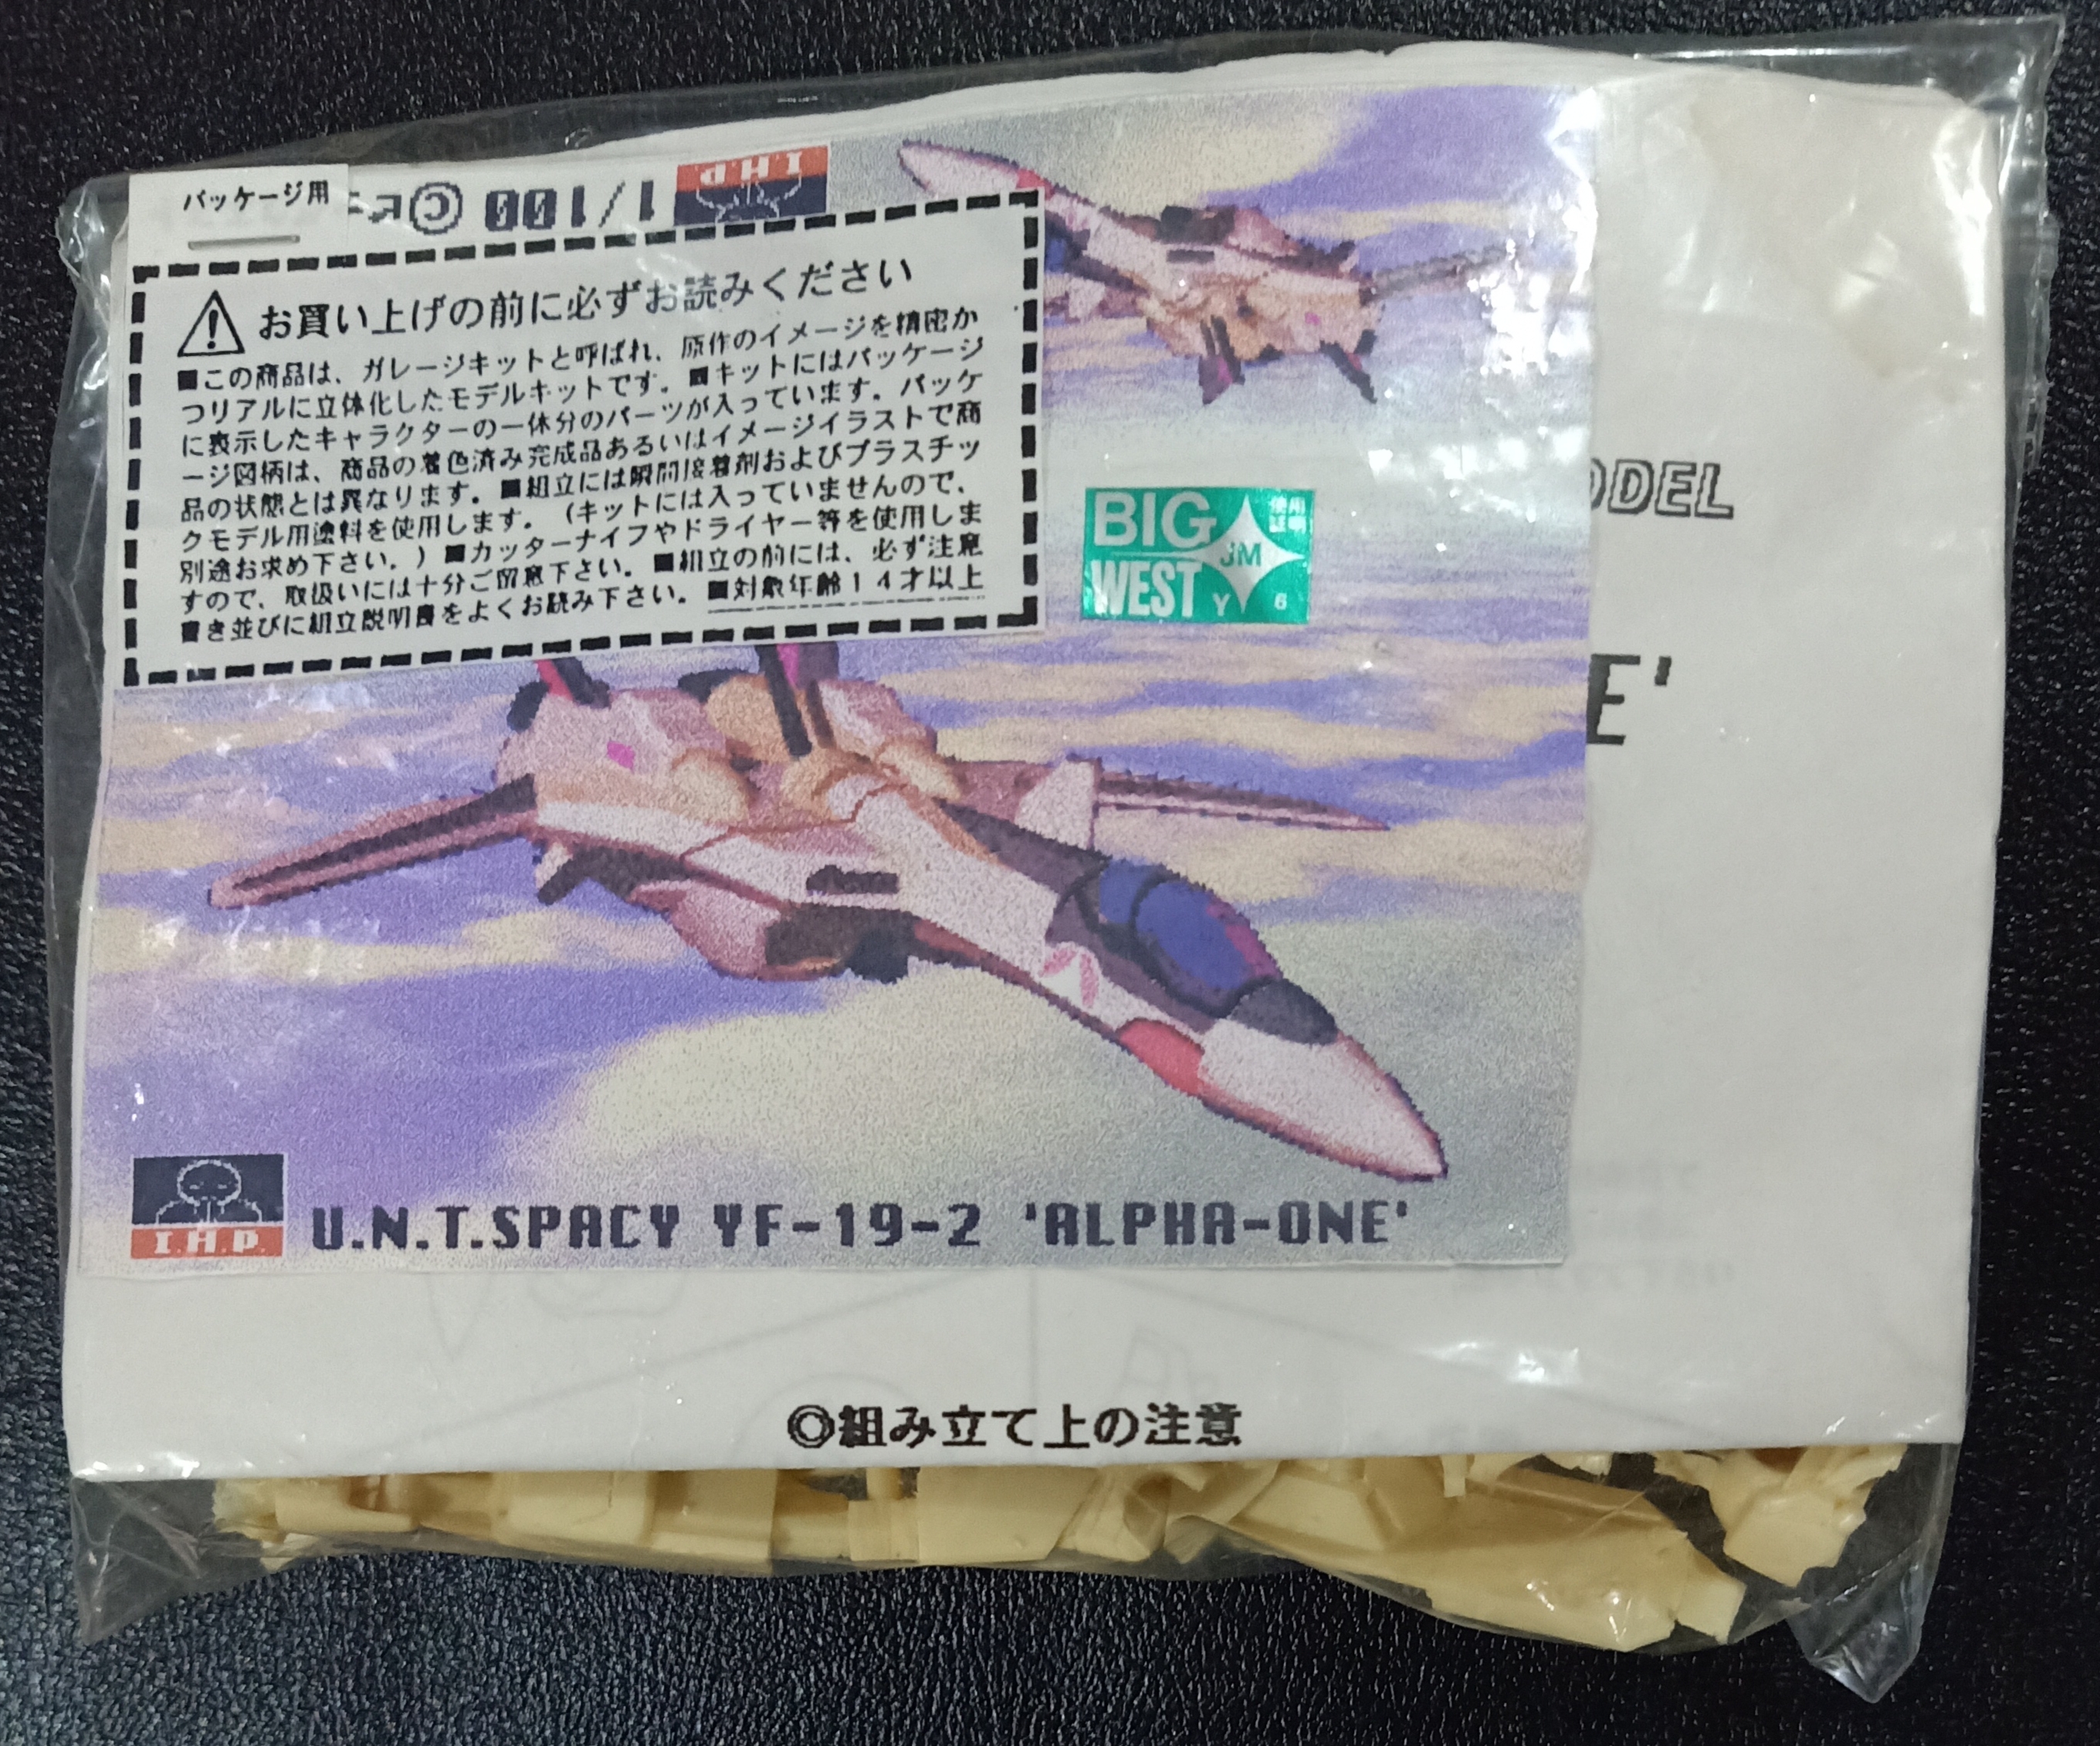 パッケージ用
1/100 ©
I.H.P.
お買い上げの前に必ずお読みください
■この商品は、ガレージキットと呼ばれ、原作のイメージを精密か
つリアルに立体化したモデルキットです。■キットにはパッケージ
に表示したキャラクターの一体分のパーツが入っています。パッケ
ージ図柄は、商品の着色済み完成品あるいはイメージイラストで商
品の状態とは異なります。■組立には瞬間接着剤およびプラスチッ
クモデル用塗料を使用します。（キットには入っていませんので、
別途お求め下さい。）■カッターナイフやドライヤー等を使用しま
すので、取扱いには十分ご留意下さい。■組立の前には、必ず注意
書き並びに組立説明書をよくお読み下さい。■対象年齢14才以上
BIG
WEST
使用
証明
JM
Y 6
ODEL
E'
I.H.P.
U.N.T.SPACY YF-19-2 'ALPHA-ONE'
◎組み立て上の注意